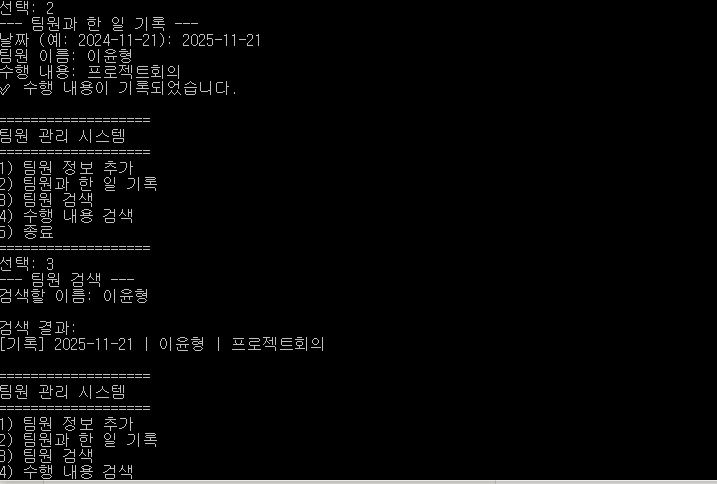 선택: 2
--- 팀원과 한 일 기록 ---
날짜 (예: 2024-11-21): 2025-11-21
팀원 이름: 이윤형
수행 내용: 프로젝트회의
✔ 수행 내용이 기록되었습니다.
===================
팀원 관리 시스템
===================
1) 팀원 정보 추가
2) 팀원과 한 일 기록
3) 팀원 검색
4) 수행 내용 검색
5) 종료
===================
선택: 3
--- 팀원 검색 ---
검색할 이름: 이윤형
검색 결과:
[기록] 2025-11-21 | 이윤형 | 프로젝트회의
===================
팀원 관리 시스템
===================
1) 팀원 정보 추가
2) 팀원과 한 일 기록
3) 팀원 검색
4) 수행 내용 검색